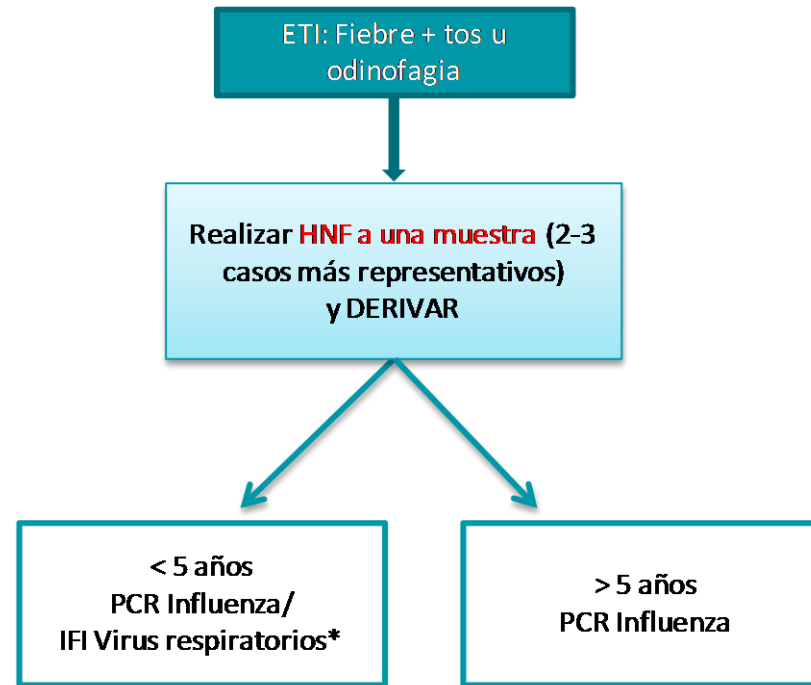 ETI: Fiebre + tos u
odinofagia
Realizar HNF a una muestra (2-3
casos más representativos)
y DERIVAR
< 5 años
PCR Influenza/
IFI Virus respiratorios*
> 5 años
PCR Influenza